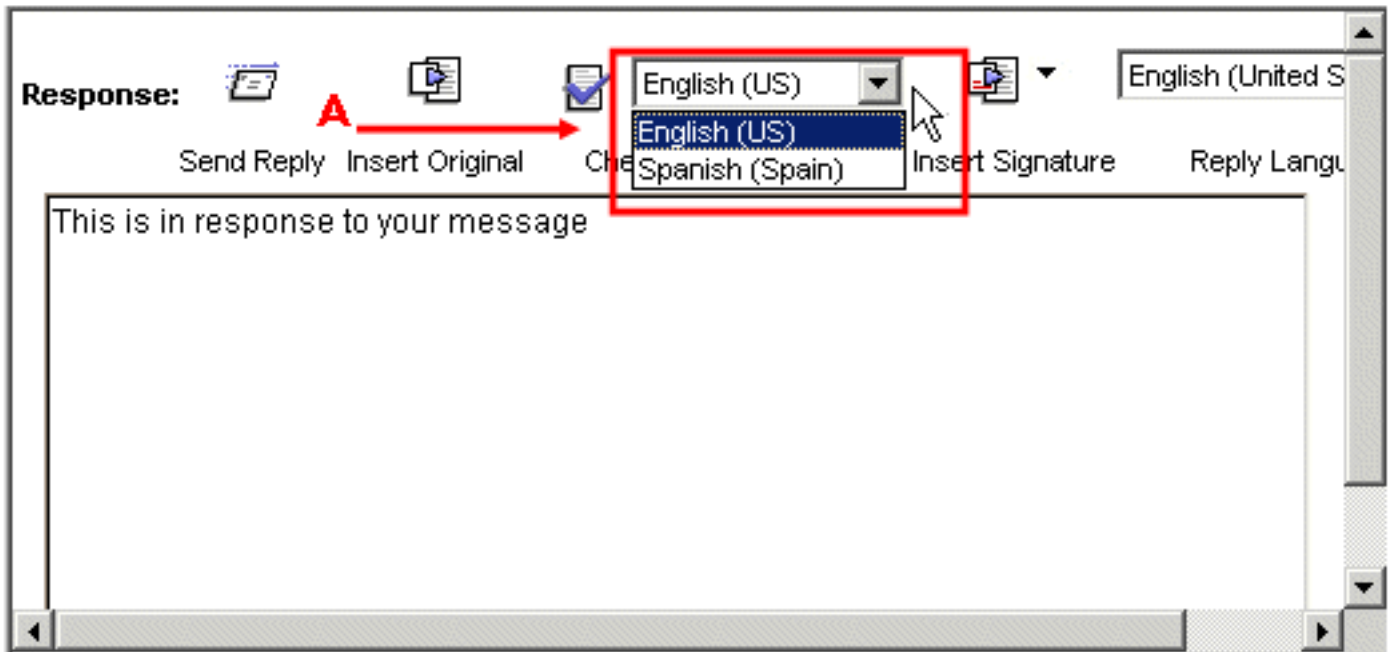 English (US)
English (United S
Response:
A
English (US)
Send Reply Insert Original Che Insert Signature Reply Langu
Spanish (Spain)
This is in response to your message